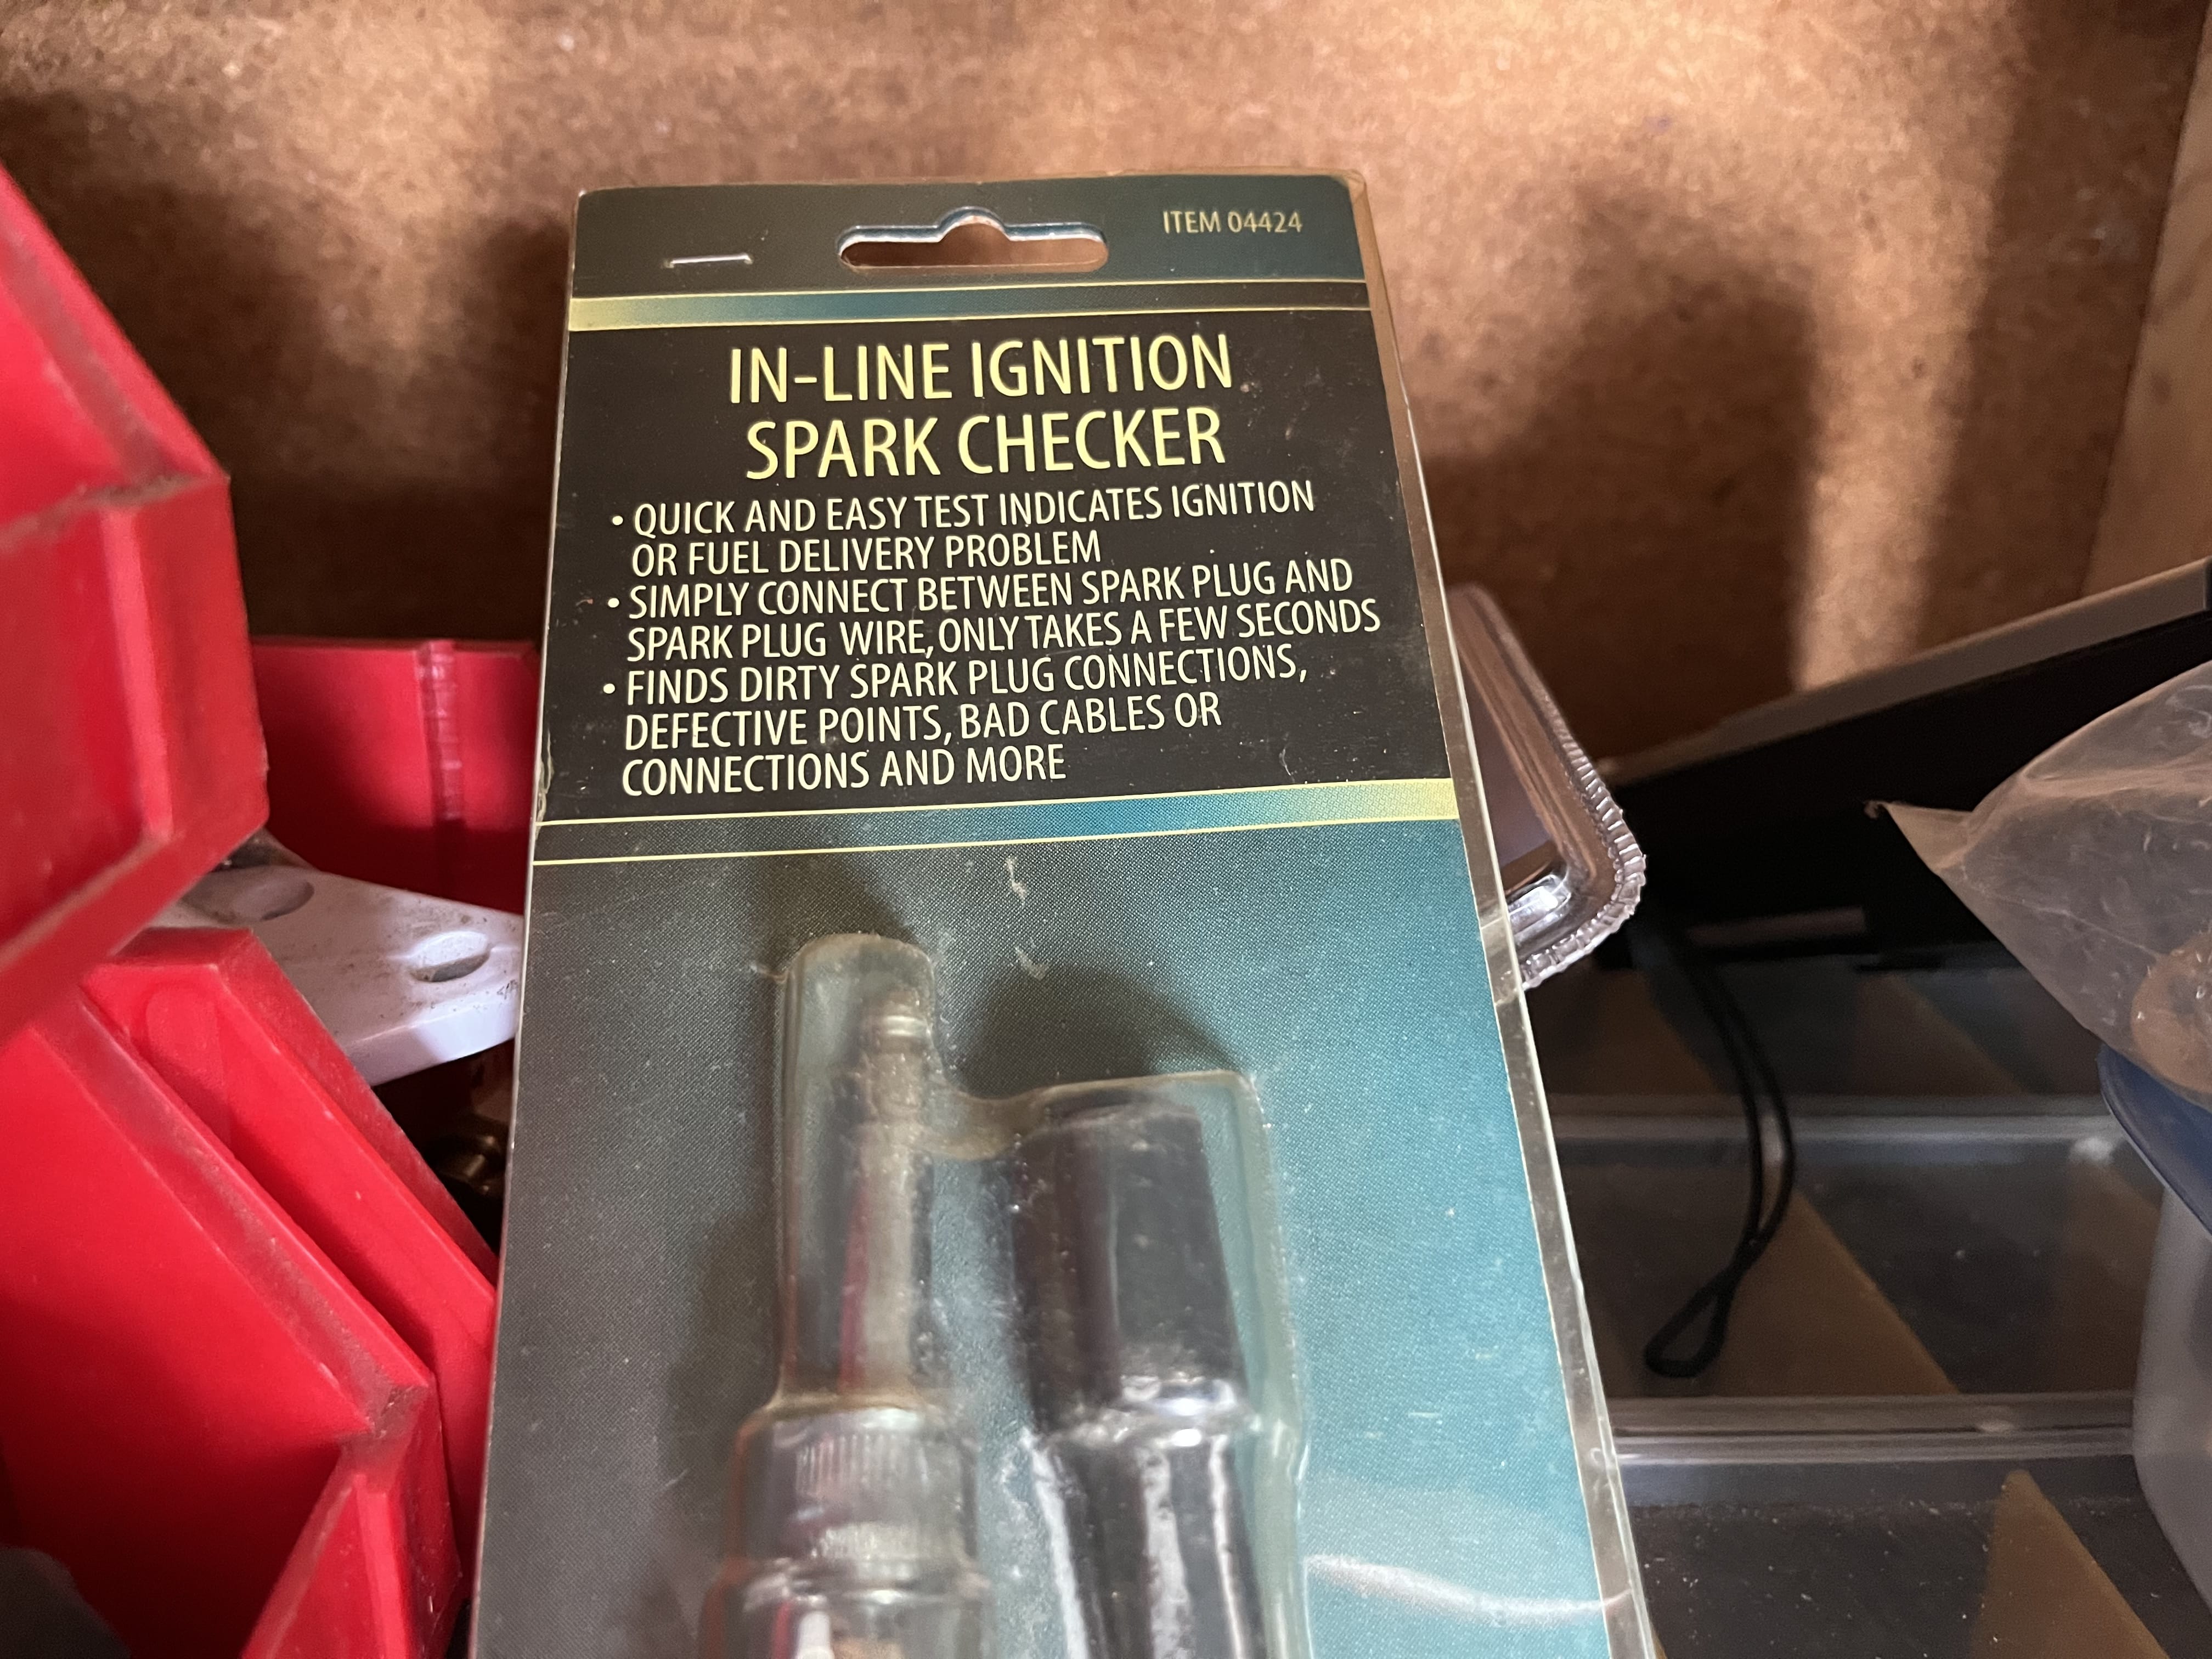 ITEM 04424
IN-LINE IGNITION
SPARK CHECKER
• QUICK AND EASY TEST INDICATES IGNITION
OR FUEL DELIVERY PROBLEM
• SIMPLY CONNECT BETWEEN SPARK PLUG AND
SPARK PLUG WIRE, ONLY TAKES A FEW SECONDS
• FINDS DIRTY SPARK PLUG CONNECTIONS,
DEFECTIVE POINTS, BAD CABLES OR
CONNECTIONS AND MORE